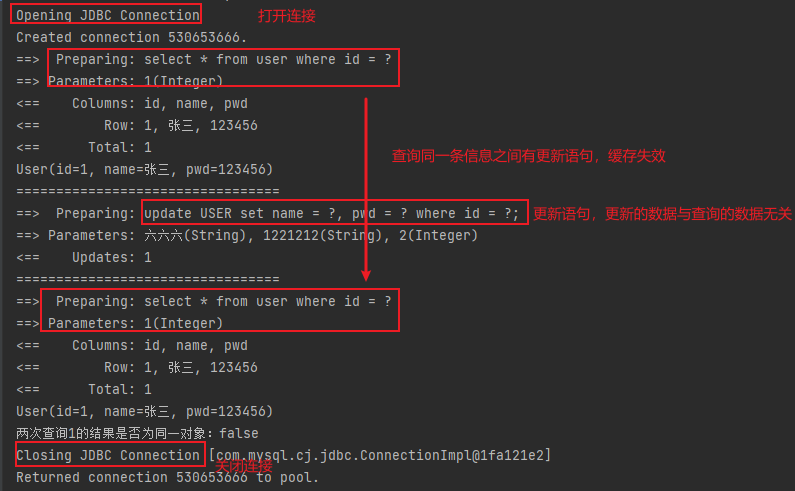 Opening JDBC Connection 打开连接
Created connection 530653666.
==>  Preparing: select * from user where id = ?
==> Parameters: 1(Integer)
<==    Columns: id, name, pwd
<==        Row: 1, 张三, 123456
<==      Total: 1
查询同一条信息之间有更新语句，缓存失效
User(id=1, name=张三, pwd=123456)
================================
==>  Preparing: update USER set name = ?, pwd = ? where id = ?; 更新语句，更新的数据与查询的数据无关
==> Parameters: 六六六(String), 1221212(String), 2(Integer)
<==    Updates: 1
================================
==>  Preparing: select * from user where id = ?
==> Parameters: 1(Integer)
<==    Columns: id, name, pwd
<==        Row: 1, 张三, 123456
<==      Total: 1
User(id=1, name=张三, pwd=123456)
两次查询1的结果是否为同一对象：false
Closing JDBC Connection [com.mysql.cj.jdbc.ConnectionImpl@1fa121e2]
关闭连接
Returned connection 530653666 to pool.